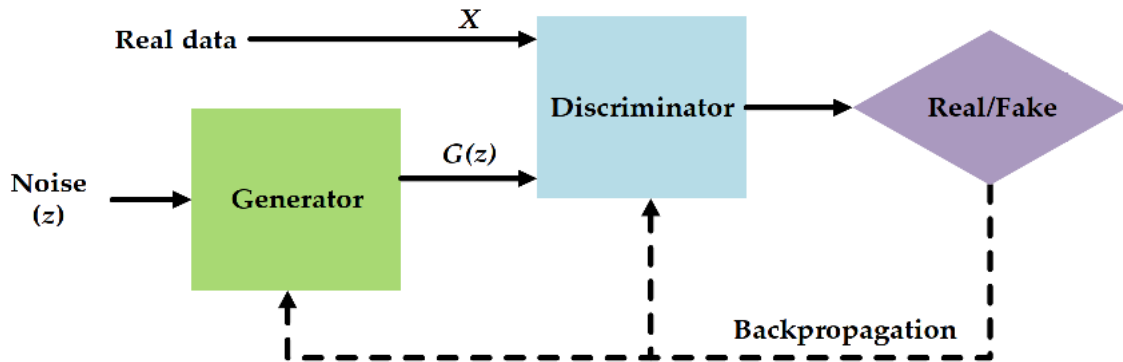 Real data
X
Discriminator
Real/Fake
Noise
(z)
Generator
G(z)
Backpropagation